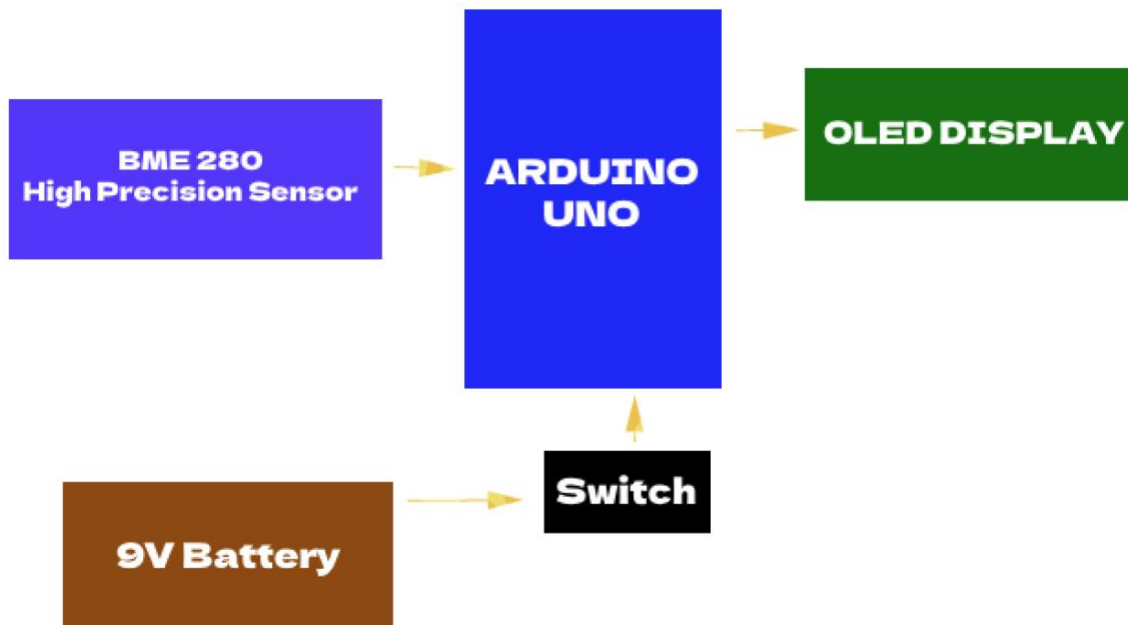 BME 280
High Precision Sensor
ARDUINO
UNO
OLED DISPLAY
Switch
9V Battery